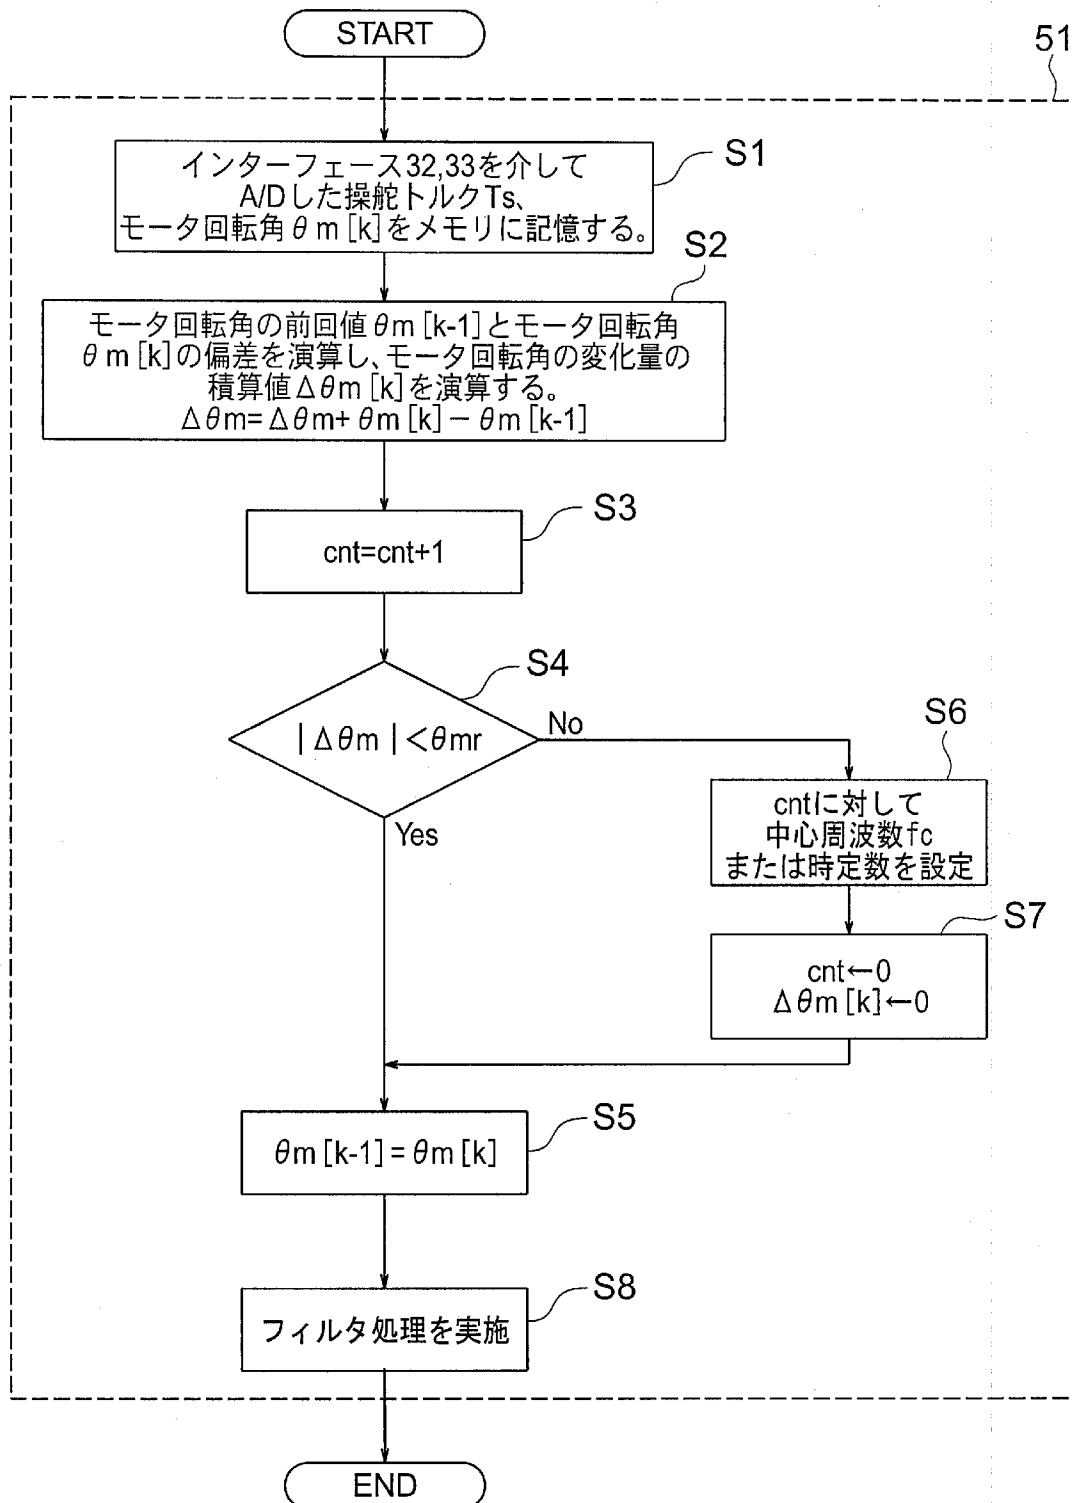 START
51
S1
インターフェース32,33を介して
A/Dした操舵トルクTs、
モータ回転角θm[k]をメモリに記憶する。
S2
モータ回転角の前回値θm[k-1]とモータ回転角
θm[k]の偏差を演算し、モータ回転角の変化量の
積算値Δθm[k]を演算する。
Δθm=Δθm+θm[k]－θm[k-1]
S3
cnt=cnt+1
S4
|Δθm|<θmr
No
Yes
S6
cntに対して
中心周波数fc
または時定数を設定
S7
cnt←0
Δθm[k]←0
S5
θm[k-1]=θm[k]
S8
フィルタ処理を実施
END